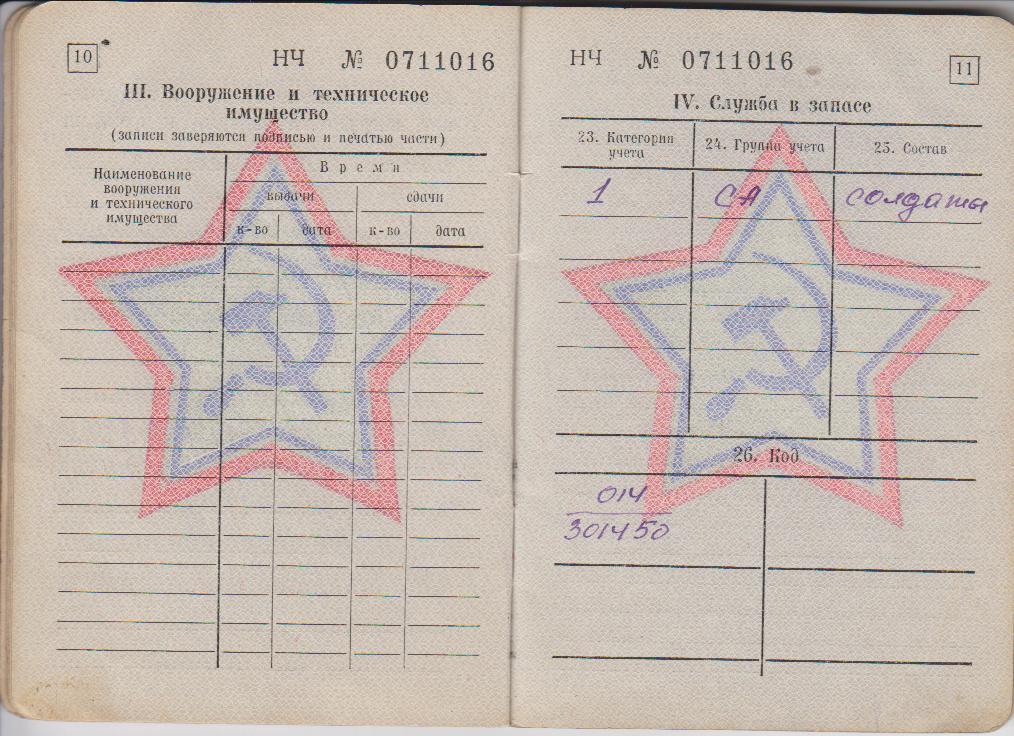 10
НЧ № 0711016
III. Вооружение и техническое
имущество
(записи заверяются подписью и печатью части)
Наименование
вооружения
и технического
имущества
Время
выдачи
сдачи
к-во
дата
к-во
дата
НЧ № 0711016
11
IV. Служба в запасе
23. Категория
учета
24. Группа учета
25. Состав
1
СА
солдаты
26. Код
014
301450